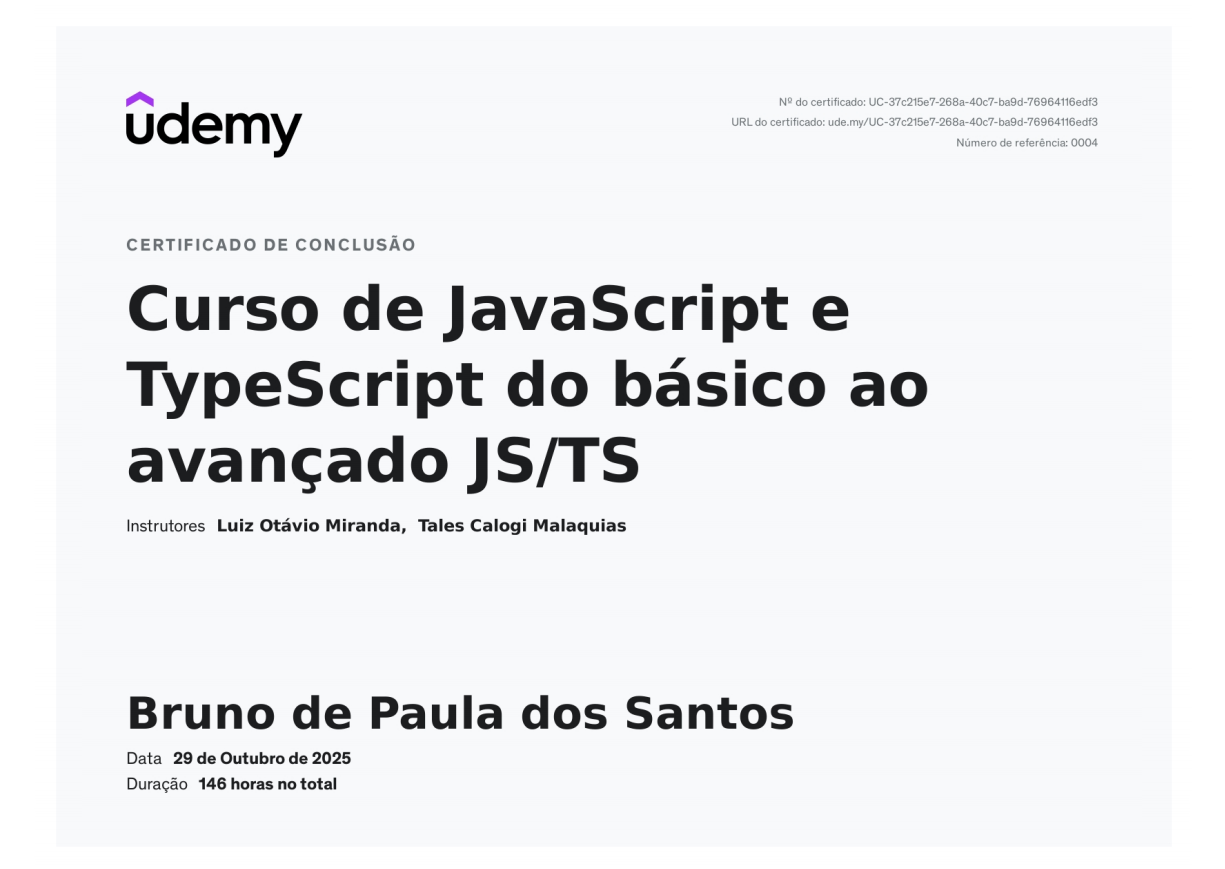 udemy
Nº do certificado: UC-37c215e7-268a-40c7-ba9d-76964116edf3
URL do certificado: ude.my/UC-37c215e7-268a-40c7-ba9d-76964116edf3
Número de referência: 0004
CERTIFICADO DE CONCLUSÃO
Curso de JavaScript e
TypeScript do básico ao
avançado JS/TS
Instrutores Luiz Otávio Miranda, Tales Calogi Malaquias
Bruno de Paula dos Santos
Data 29 de Outubro de 2025
Duração 146 horas no total